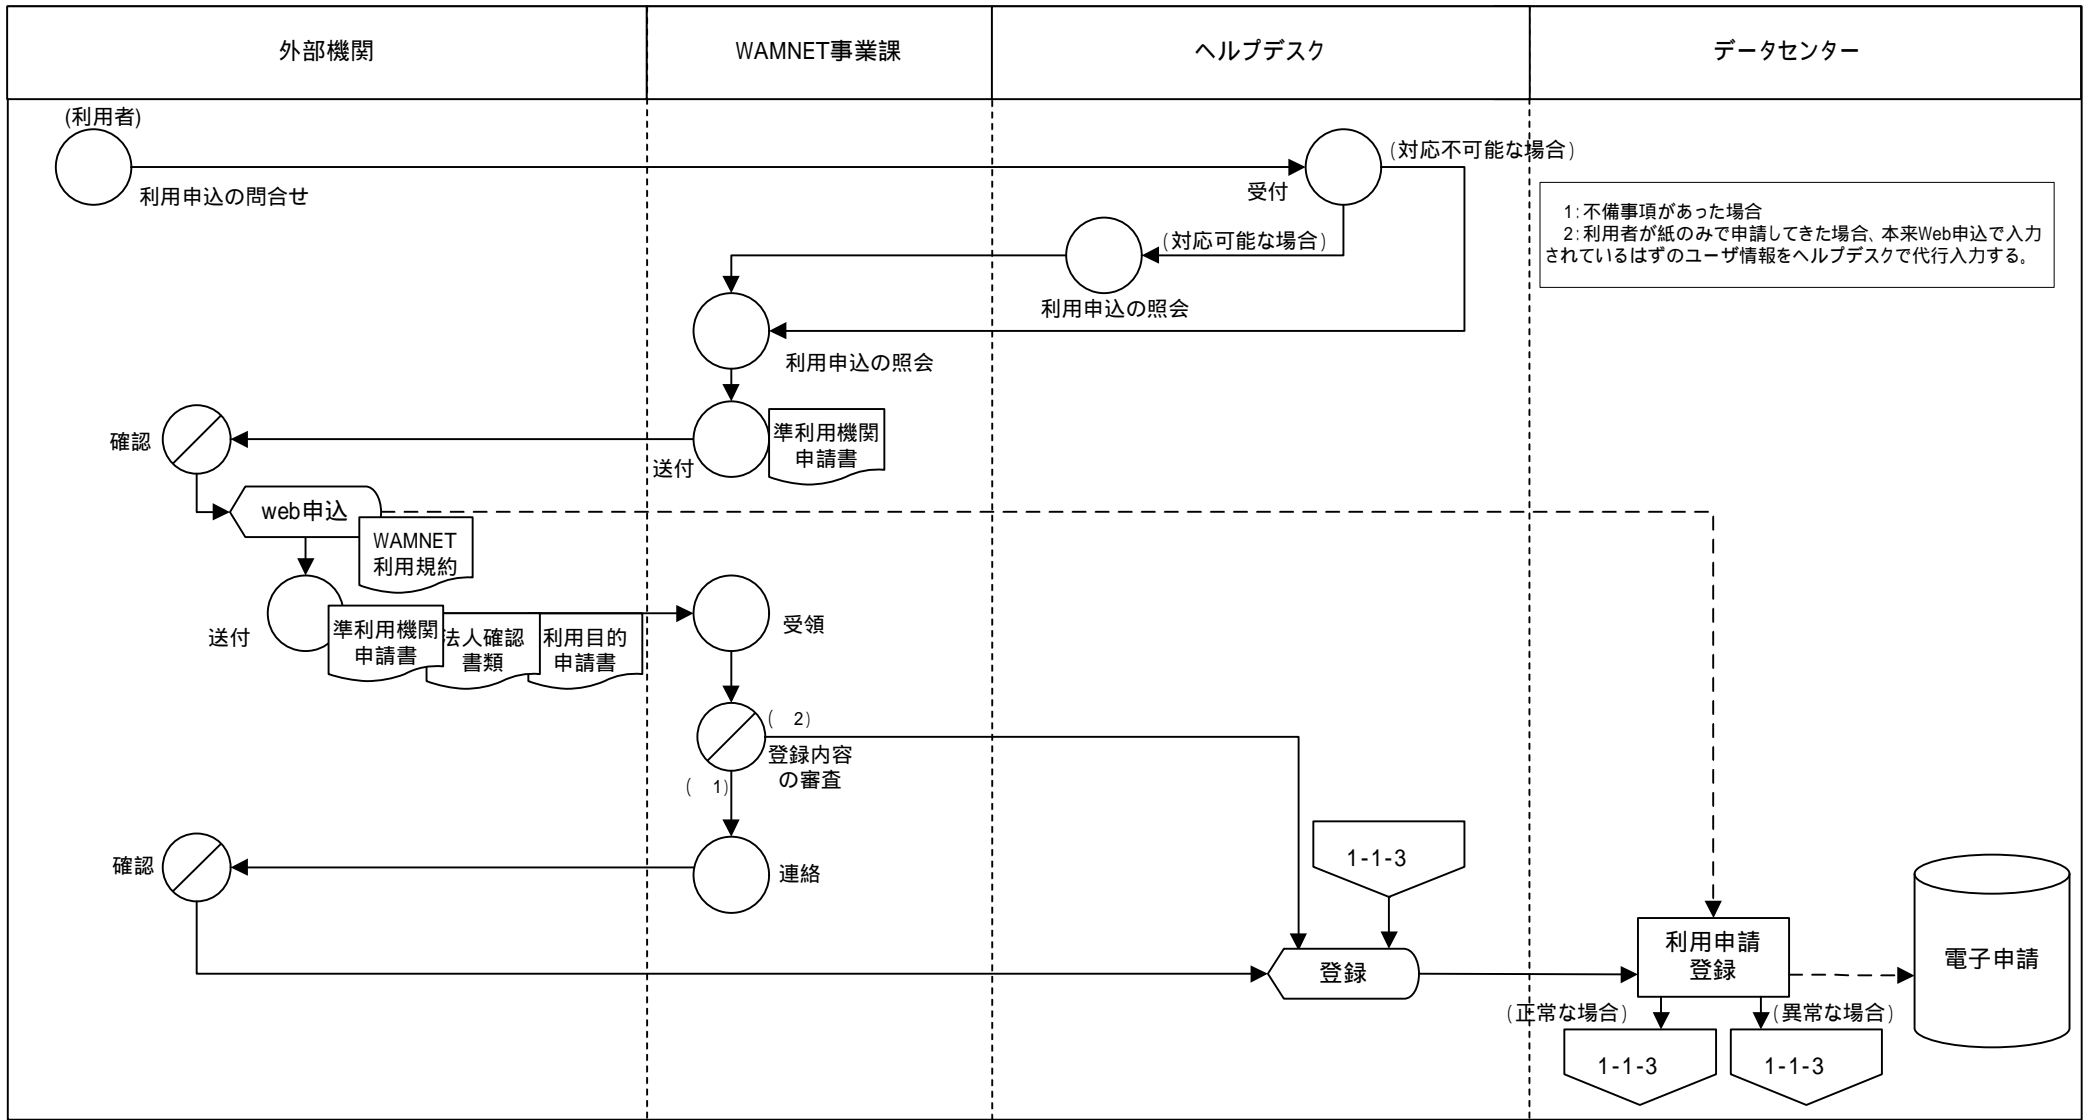 外部機関
WAMNET事業課
ヘルプデスク
データセンター
(利用者)
利用申込の問合せ
受付
(対応不可能な場合)
(対応可能な場合)
利用申込の照会
1:不備事項があった場合
2:利用者が紙のみで申請してきた場合、本来Web申込で入力
されているはずのユーザ情報をヘルプデスクで代行入力する。
利用申込の照会
確認
送付
準利用機関
申請書
web申込
WAMNET
利用規約
送付
準利用機関
申請書
法人確認
書類
利用目的
申請書
受領
( 2)
登録内容
の審査
( 1)
確認
連絡
1-1-3
登録
利用申請
登録
電子申請
(正常な場合)
(異常な場合)
1-1-3
1-1-3